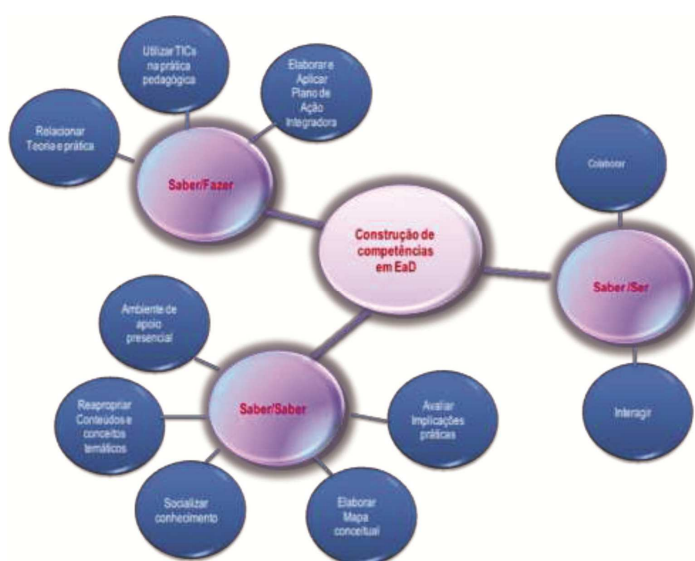 Utilizar TICs
na prática
pedagógica
Elaborar e
Aplicar
Plano de
Ação
Integradora
Relacionar
Teoria e prática
Saber/Fazer
Construção de
competências
em EaD
Colaborar
Saber /Ser
Interagir
Ambiente de
apoio
presencial
Saber/Saber
Reapropriar
Conteúdos e
conceitos
temáticos
Socializar
conhecimento
Elaborar
Mapa
conceitual
Avaliar
Implicações
práticas